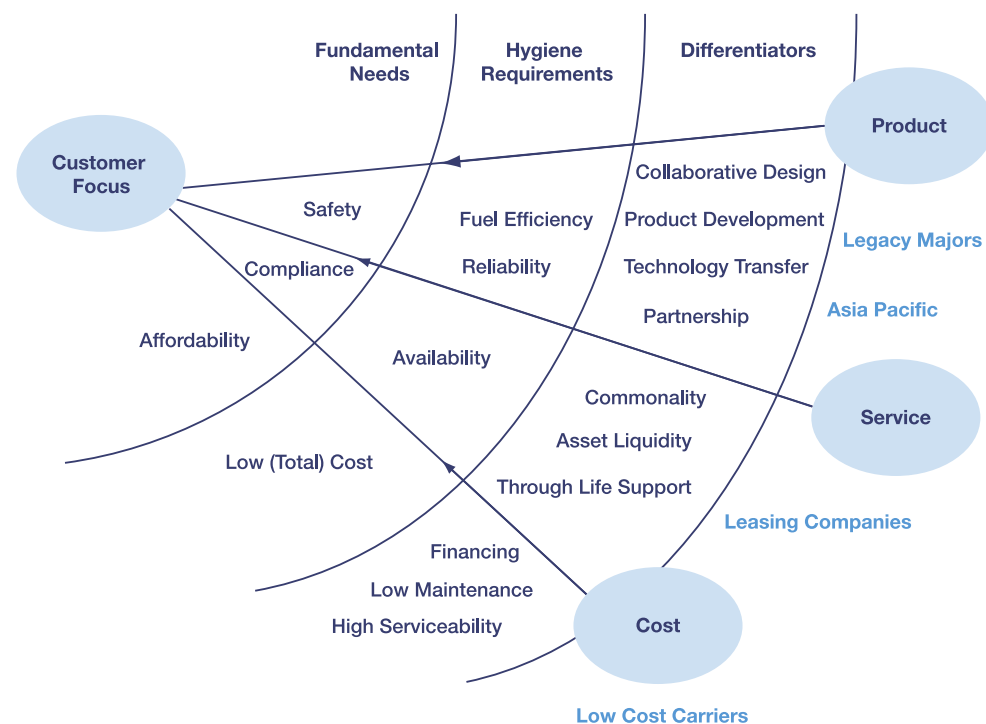 Fundamental
Needs
Hygiene
Requirements
Differentiators
Product
Customer
Focus
Collaborative Design
Safety
Fuel Efficiency
Product Development
Legacy Majors
Compliance
Reliability
Technology Transfer
Asia Pacific
Partnership
Affordability
Availability
Commonality
Service
Asset Liquidity
Low (Total) Cost
Through Life Support
Leasing Companies
Financing
Low Maintenance
High Serviceability
Cost
Low Cost Carriers